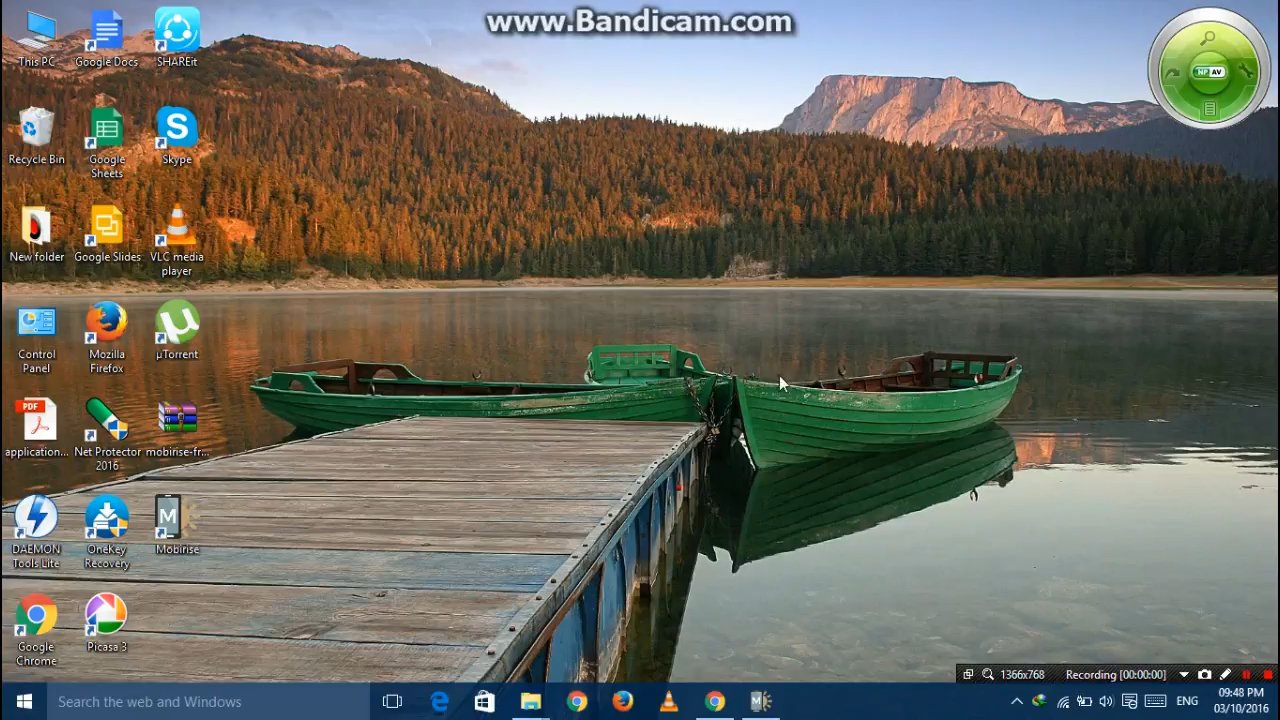 www.Bandicam.com
This PC
Google Docs
SHAREit
NP AV
Recycle Bin
Google
Sheets
Skype
New folder
Google Slides
VLC media
player
Control
Panel
Mozilla
Firefox
µTorrent
PDF
application...
Net Protector
2016
mobirise-fr...
DAEMON
Tools Lite
OneKey
Recovery
M
Mobirise
Google
Chrome
Picasa 3
1366x768
Recording [00:00:00]
Search the web and Windows
M
ENG
09:48 PM
03/10/2016